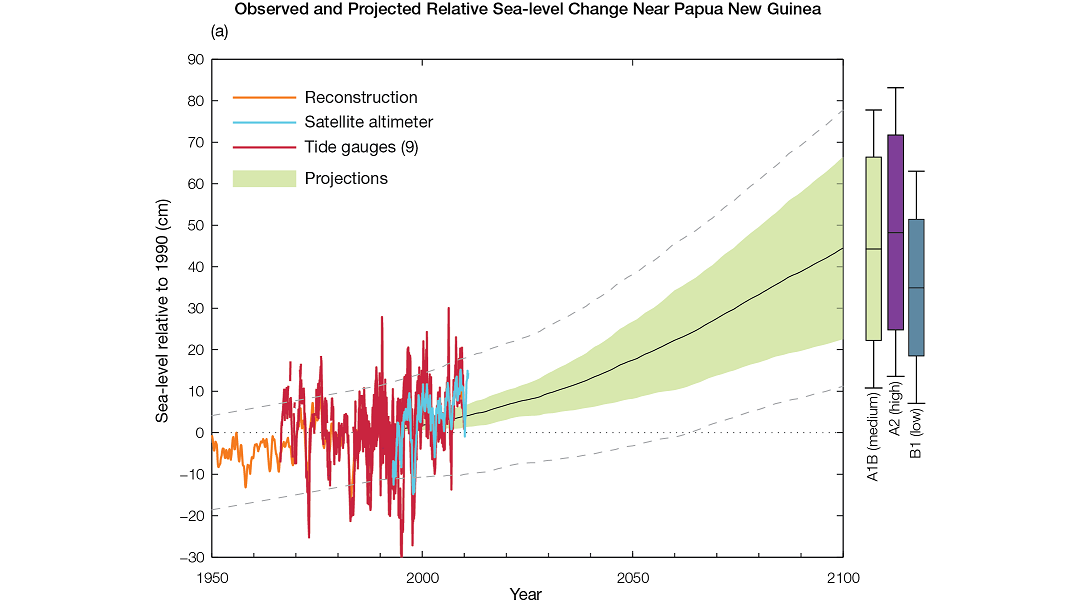 Observed and Projected Relative Sea-level Change Near Papua New Guinea
(a)
90
80
70
60
50
40
30
20
10
0
−10
−20
−30
Sea-level relative to 1990 (cm)
Reconstruction
Satellite altimeter
Tide gauges (9)
Projections
1950
2000
2050
2100
Year
A1B (medium)
A2 (high)
B1 (low)